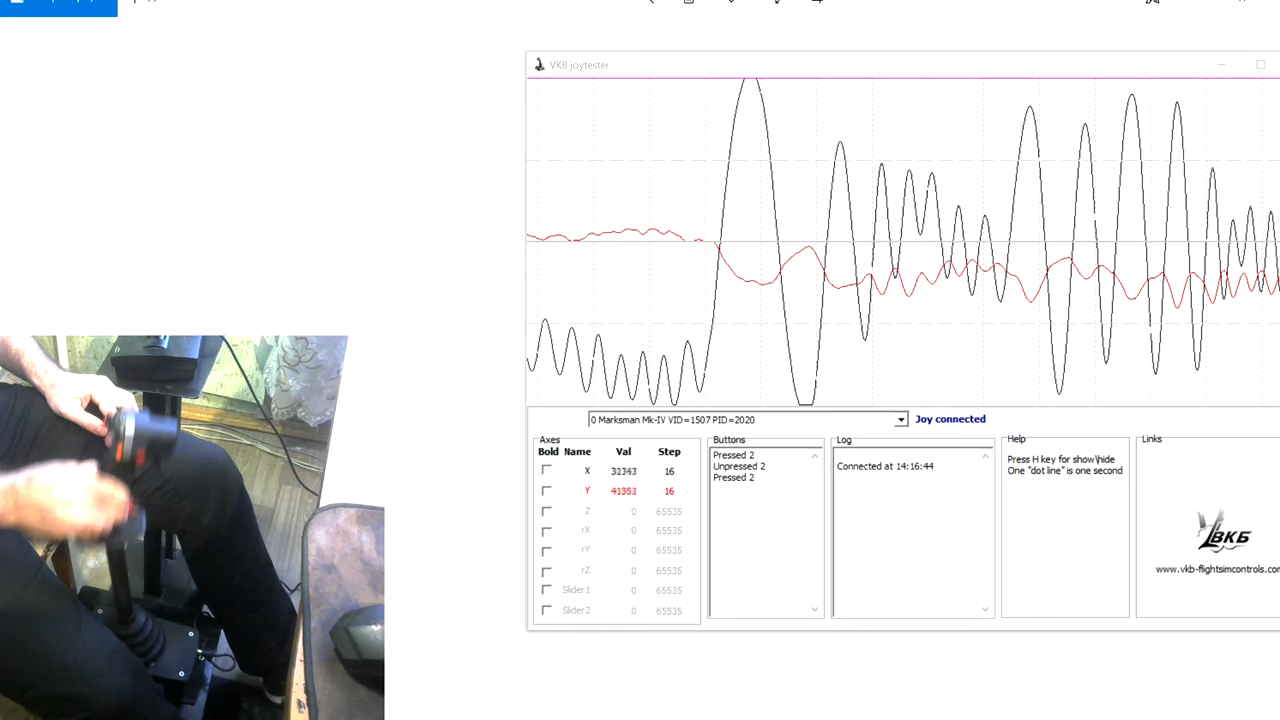 VKB joytester
0 Marksman Mk-IV VID=1507 PID=2020
Joy connected
Axes
Bold Name Val Step
X 16
Y 16
Z 0 65535
rX 0 65535
rY 0 65535
rZ 0 65535
Slider1 0 65535
Slider2 0 65535
Buttons
Pressed 2
Unpressed 2
Pressed 2
Log
Connected at 14:16:44
Help
Press H key for show\hide
One "dot line" is one second
Links
ВКБ
www.vkb-flightsimcontrols.com